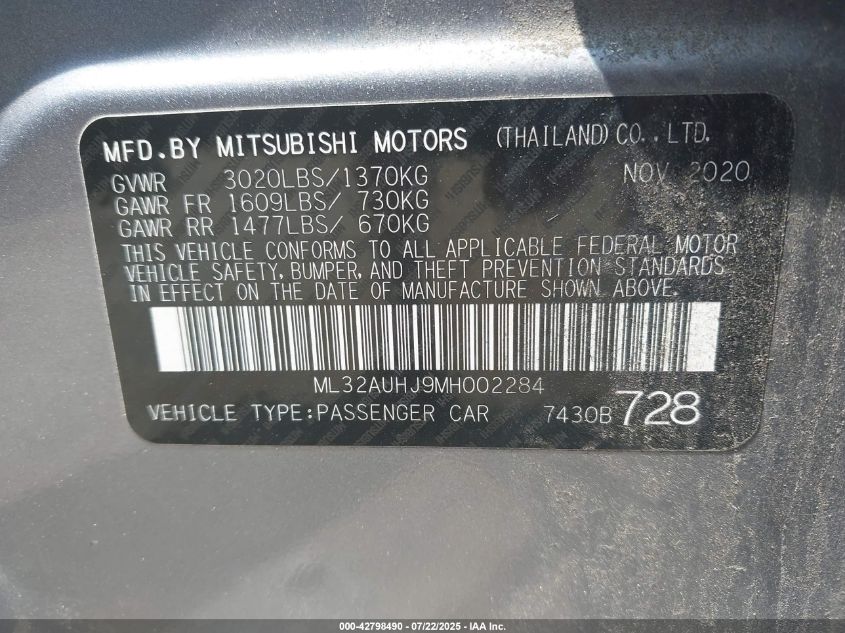 MFD.BY MITSUBISHI MOTORS (THAILAND) CO.,LTD.
GVWR 3020LBS/1370KG NOV. 2020
GAWR FR 1609LBS/ 730KG
GAWR RR 1477LBS/ 670KG
THIS VEHICLE CONFORMS TO ALL APPLICABLE FEDERAL MOTOR
VEHICLE SAFETY, BUMPER, AND THEFT PREVENTION STANDARDS
IN EFFECT ON THE DATE OF MANUFACTURE SHOWN ABOVE.
ML32AUHJ9MH002284
VEHICLE TYPE:PASSENGER CAR 7430B 728
000-42798490 - 07/22/2025 - IAA Inc.